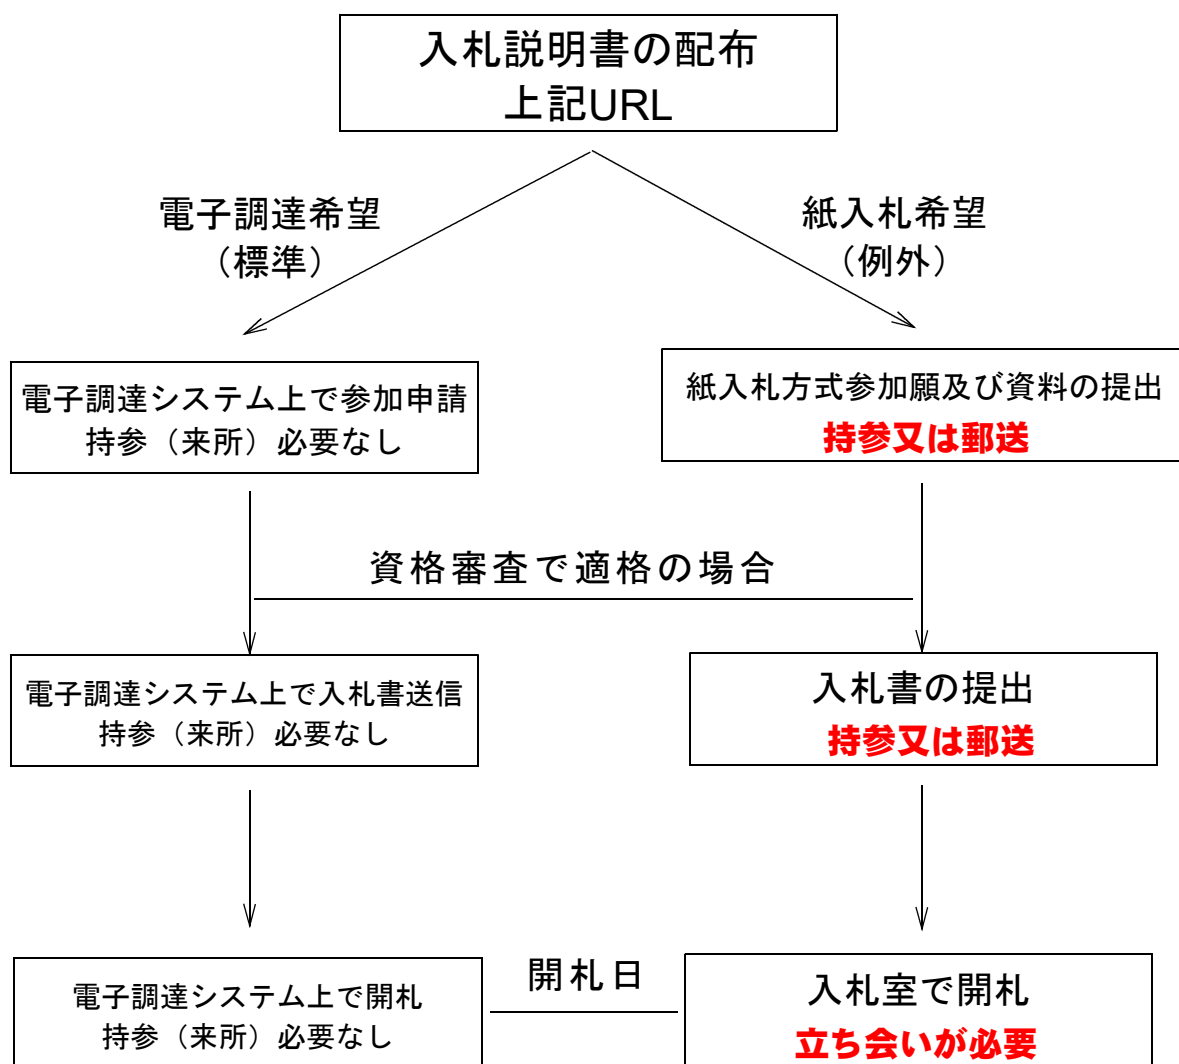 入札説明書の配布
上記URL
電子調達希望
（標準）
紙入札希望
（例外）
電子調達システム上で参加申請
持参（来所）必要なし
紙入札方式参加願及び資料の提出
持参又は郵送
資格審査で適格の場合
電子調達システム上で入札書送信
持参（来所）必要なし
入札書の提出
持参又は郵送
開札日
電子調達システム上で開札
持参（来所）必要なし
入札室で開札
立ち会いが必要